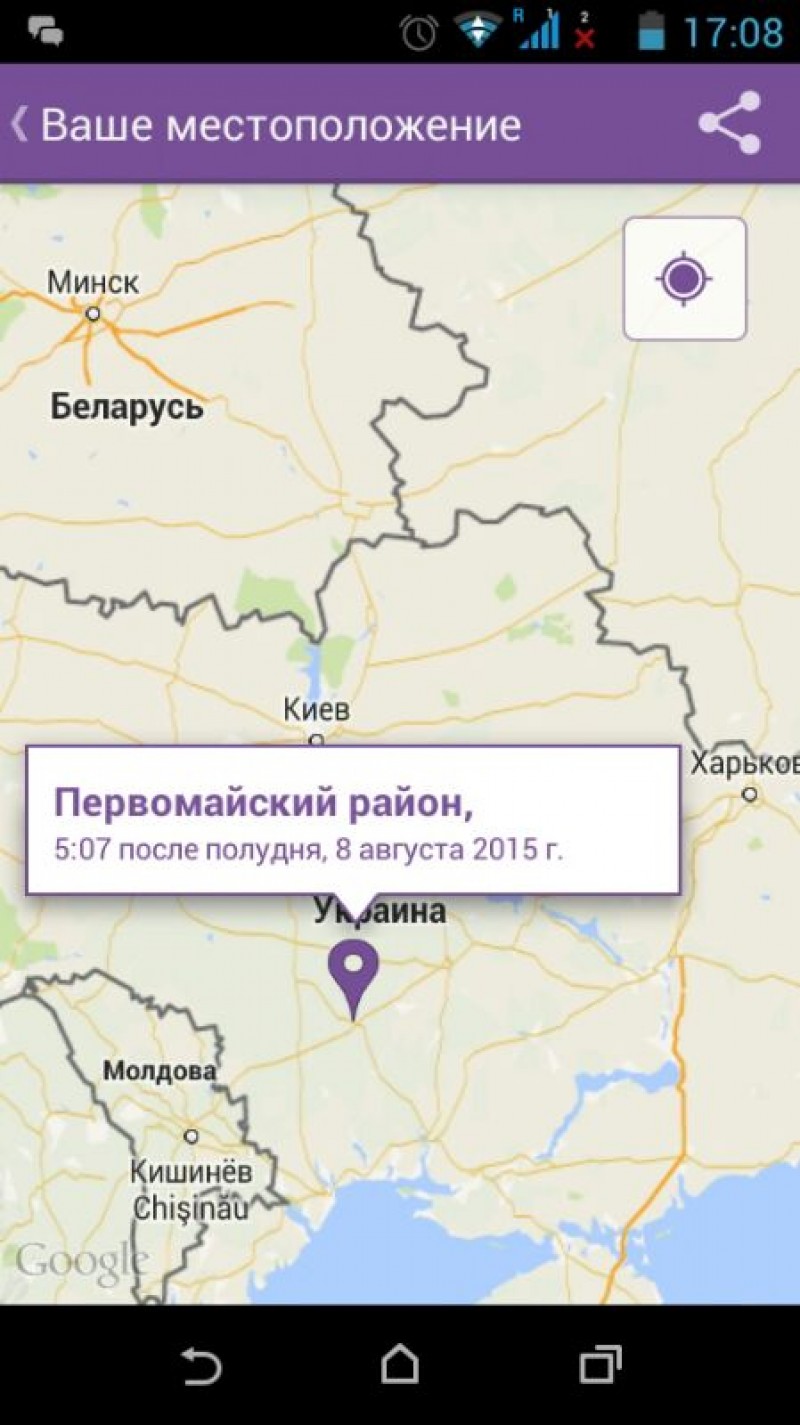 R 1 2 17:08
Ваше местоположение
Минск
Беларусь
Киев
Харьков
Первомайский район,
5:07 после полудня, 8 августа 2015 г.
Украина
Молдова
Кишинёв
Chişinău
Google